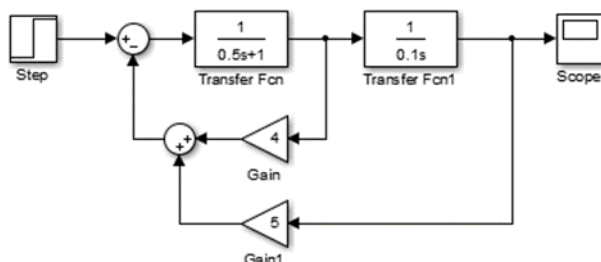 +
−
1
0.5s+1
1
0.1s
Step
Transfer Fcn
Transfer Fcn1
Scope
+
+
4
Gain
5
Gain1